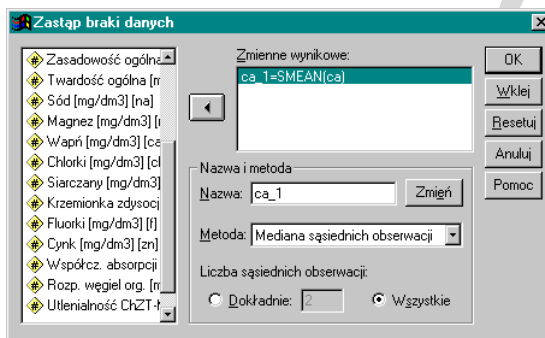 Zastąp braki danych
Zasadowość ogólna
Twardość ogólna [m
Sód [mg/dm3] [na]
Magnez [mg/dm3] [
Wapń [mg/dm3] [ca
Chlorki [mg/dm3] [cl
Siarczany [mg/dm3]
Krzemionka zdysocj
Fluorki [mg/dm3] [f]
Cynk [mg/dm3] [zn]
Współcz. absorpcji
Rozp. węgiel org. [m
Utlenialność ChZT-
Zmienne wynikowe:
ca_1=SMEAN(ca)
Nazwa i metoda
Nazwa: ca_1 Zmień
Metoda: Mediana sąsiednich obserwacji
Liczba sąsiednich obserwacji:
Dokładnie: 2 Wszystkie
OK
Wklej
Resetuj
Anuluj
Pomoc